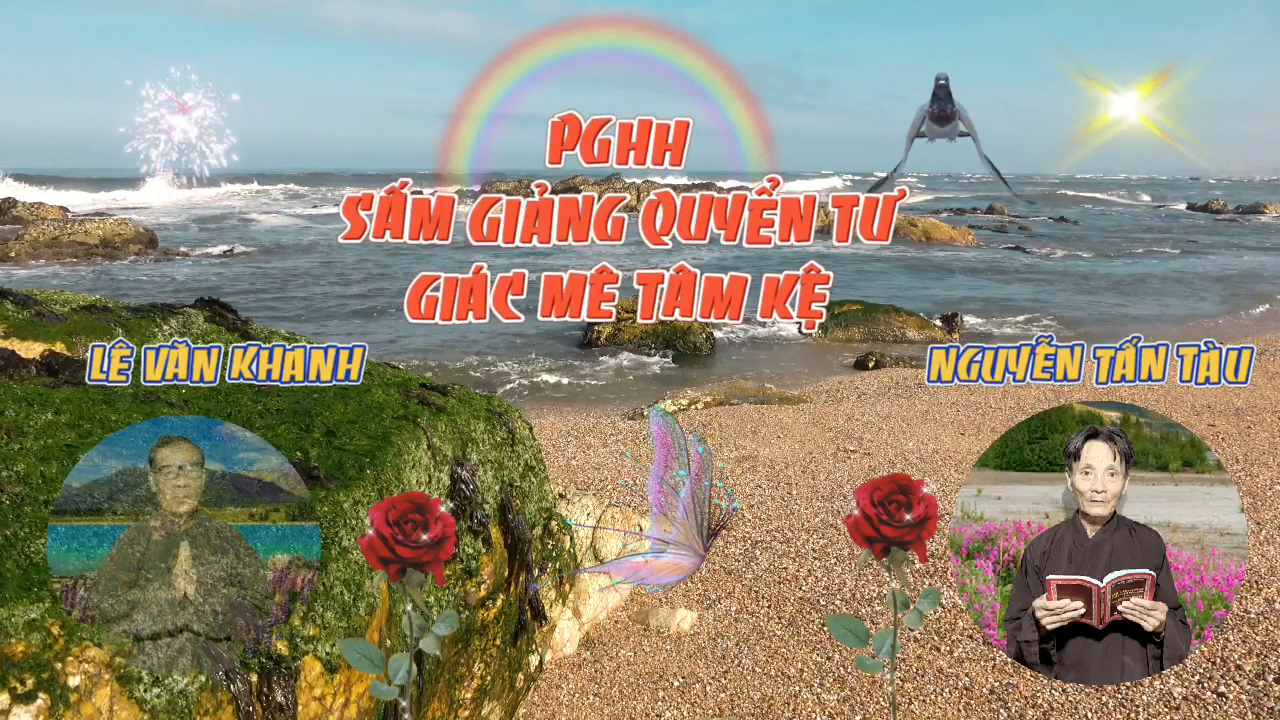 PGHH
SẤM GIẢNG QUYỂN TƯ
GIÁC MÊ TÂM KỆ
LÊ VĂN KHANH
NGUYỄN TẤN TÀU